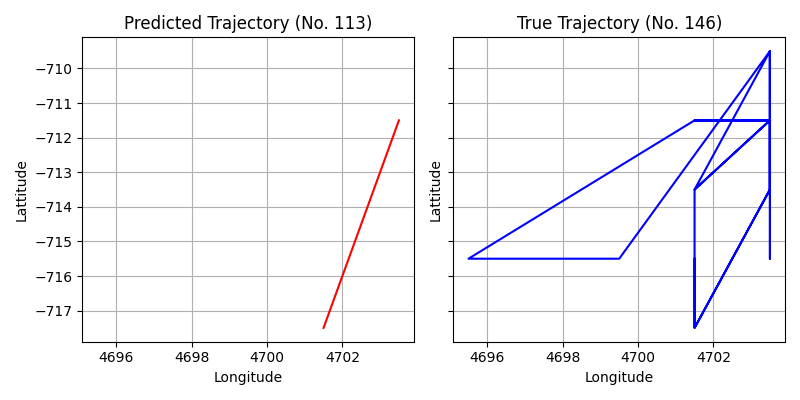 Predicted Trajectory (No. 113)
True Trajectory (No. 146)
Lattitude
−710
−711
−712
−713
−714
−715
−716
−717
4696
4698
4700
4702
Longitude
Lattitude
4696
4698
4700
4702
Longitude